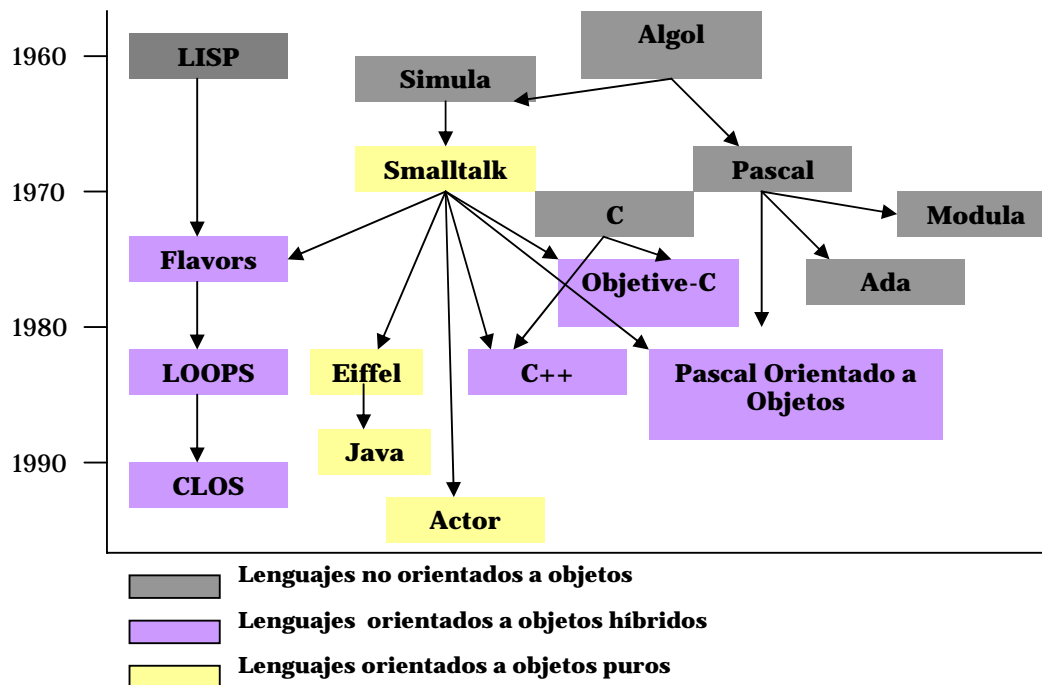 Algol
1960
LISP
Simula
Smalltalk
Pascal
1970
C
Modula
Flavors
Objetive-C
Ada
1980
LOOPS
Eiffel
C++
Pascal Orientado a
Objetos
Java
1990
CLOS
Actor
Lenguajes no orientados a objetos
Lenguajes orientados a objetos híbridos
Lenguajes orientados a objetos puros